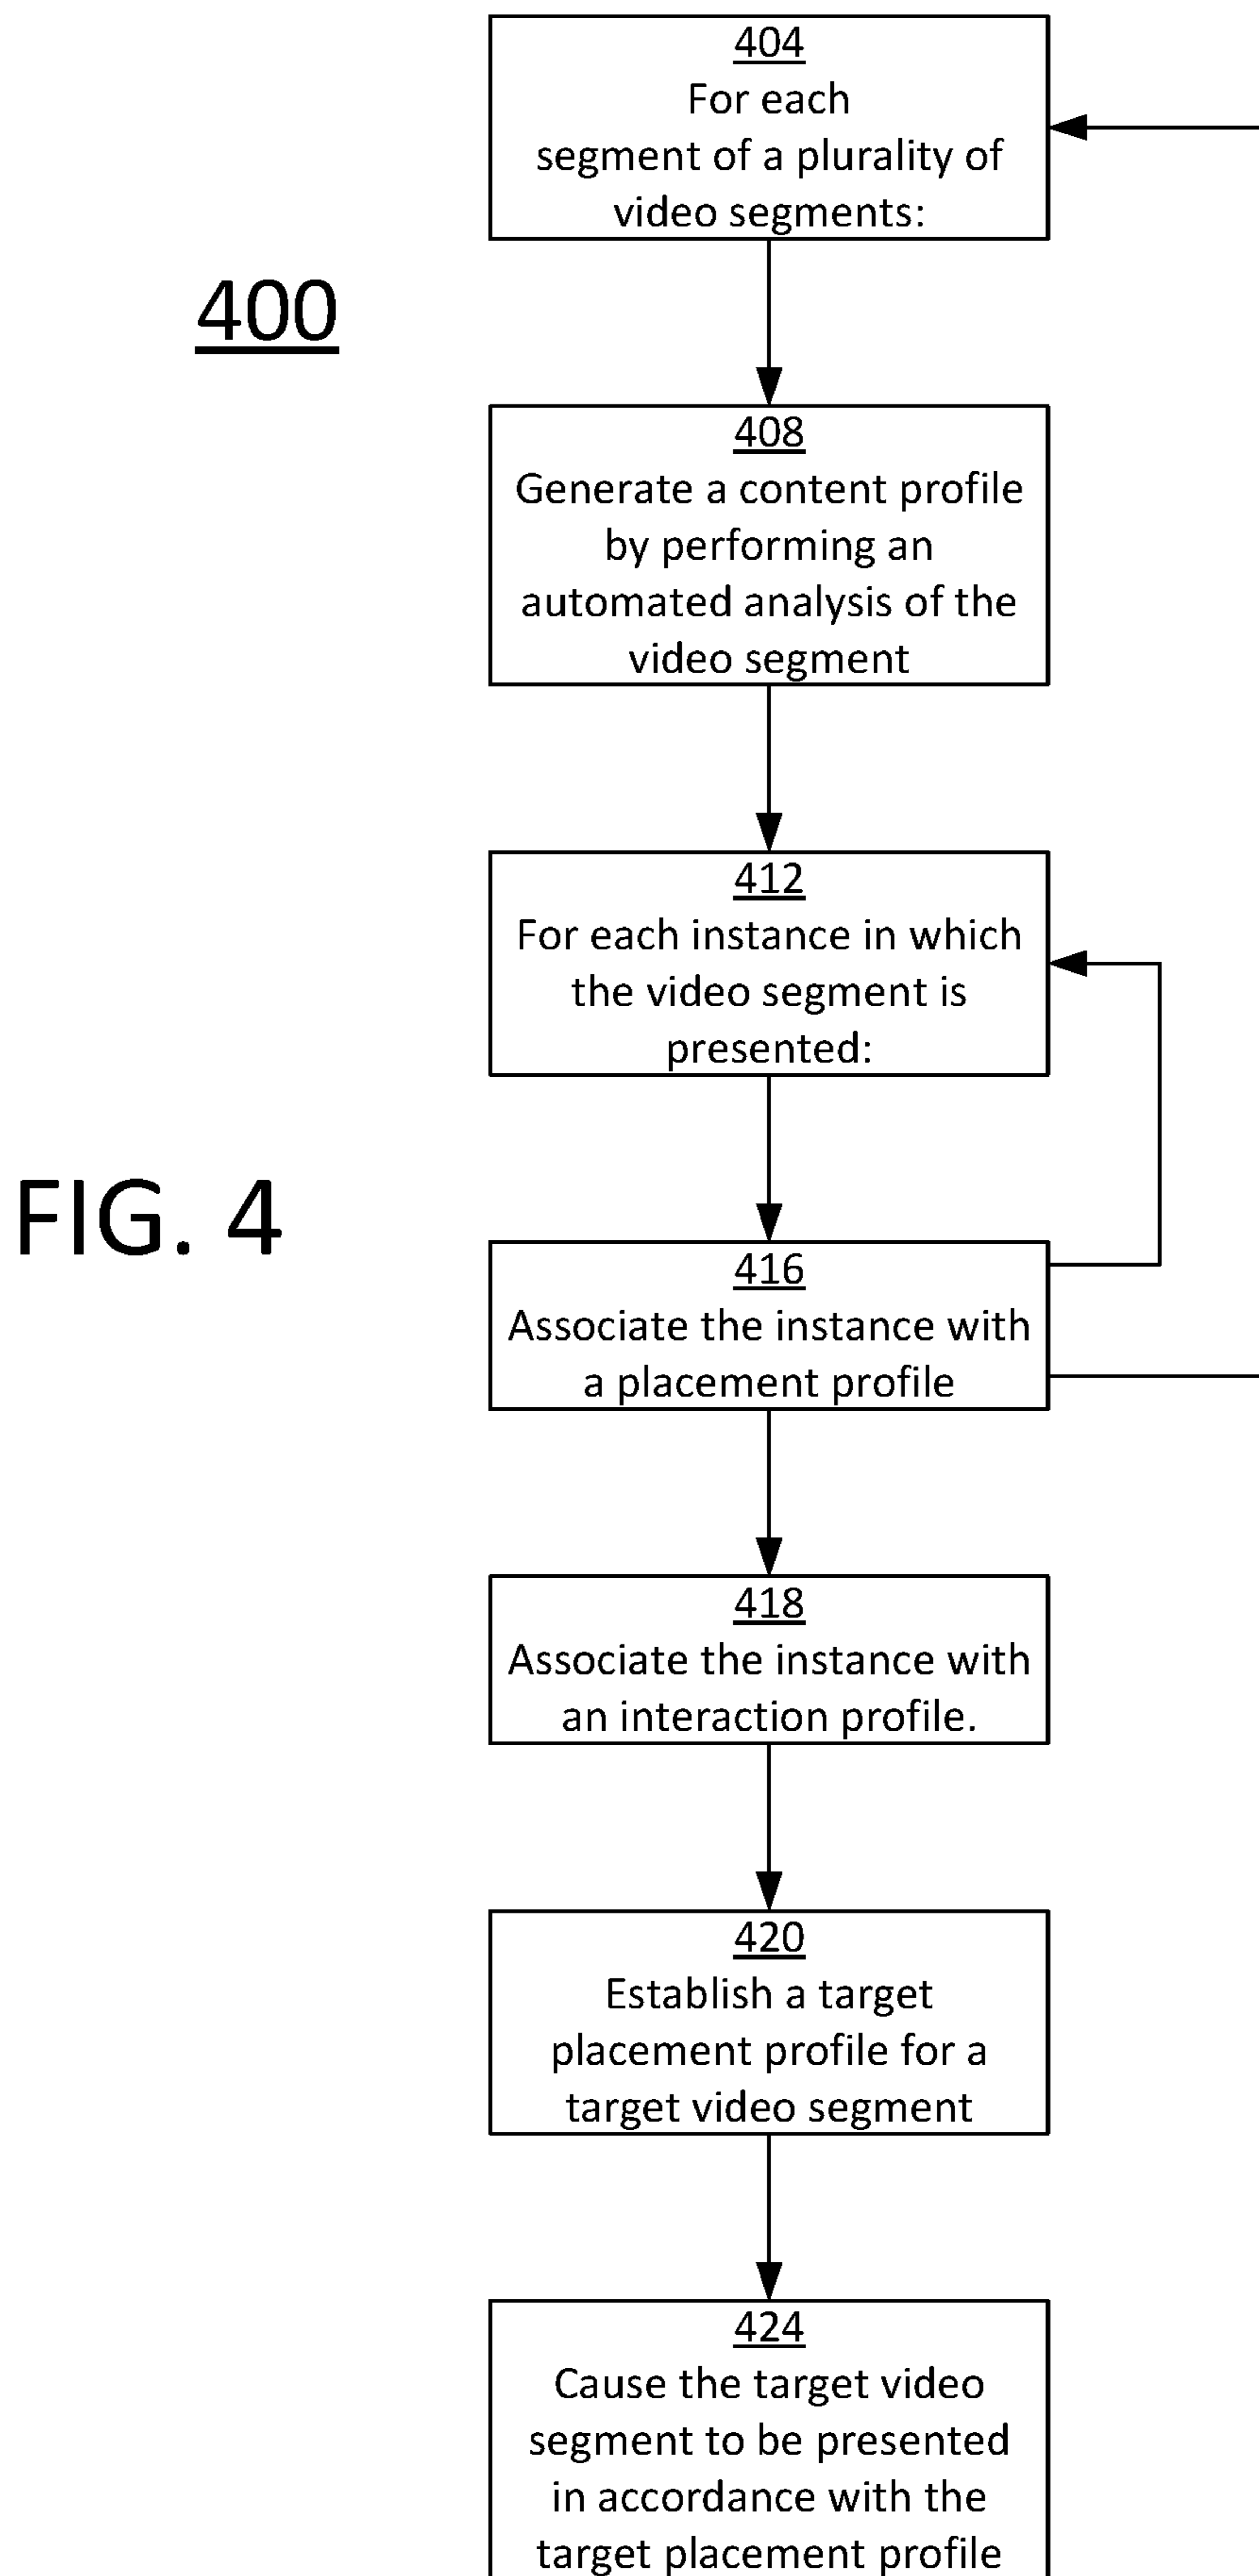 404
For each
segment of a plurality of
video segments:
400
408
Generate a content profile
by performing an
automated analysis of the
video segment
412
For each instance in which
the video segment is
presented:
FIG. 4
416
Associate the instance with
a placement profile
418
Associate the instance with
an interaction profile.
420
Establish a target
placement profile for a
target video segment
424
Cause the target video
segment to be presented
in accordance with the
target placement profile